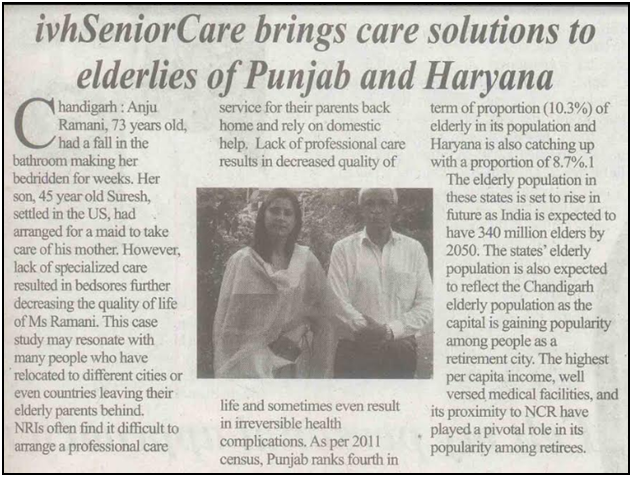 ivhSeniorCare brings care solutions to
elderlies of Punjab and Haryana
Chandigarh : Anju
Ramani, 73 years old,
had a fall in the
bathroom making her
bedridden for weeks. Her
son, 45 year old Suresh,
settled in the US, had
arranged for a maid to take
care of his mother. However,
lack of specialized care
resulted in bedsores further
decreasing the quality of life
of Ms Ramani. This case
study may resonate with
many people who have
relocated to different cities or
even countries leaving their
elderly parents behind.
NRIs often find it difficult to
arrange a professional care
service for their parents back
home and rely on domestic
help. Lack of professional care
results in decreased quality of
life and sometimes even result
in irreversible health
complications. As per 2011
census, Punjab ranks fourth in
term of proportion (10.3%) of
elderly in its population and
Haryana is also catching up
with a proportion of 8.7%.1
The elderly population in
these states is set to rise in
future as India is expected to
have 340 million elders by
2050. The states' elderly
population is also expected
to reflect the Chandigarh
elderly population as the
capital is gaining popularity
among people as a
retirement city. The highest
per capita income, well
versed medical facilities, and
its proximity to NCR have
played a pivotal role in its
popularity among retirees.